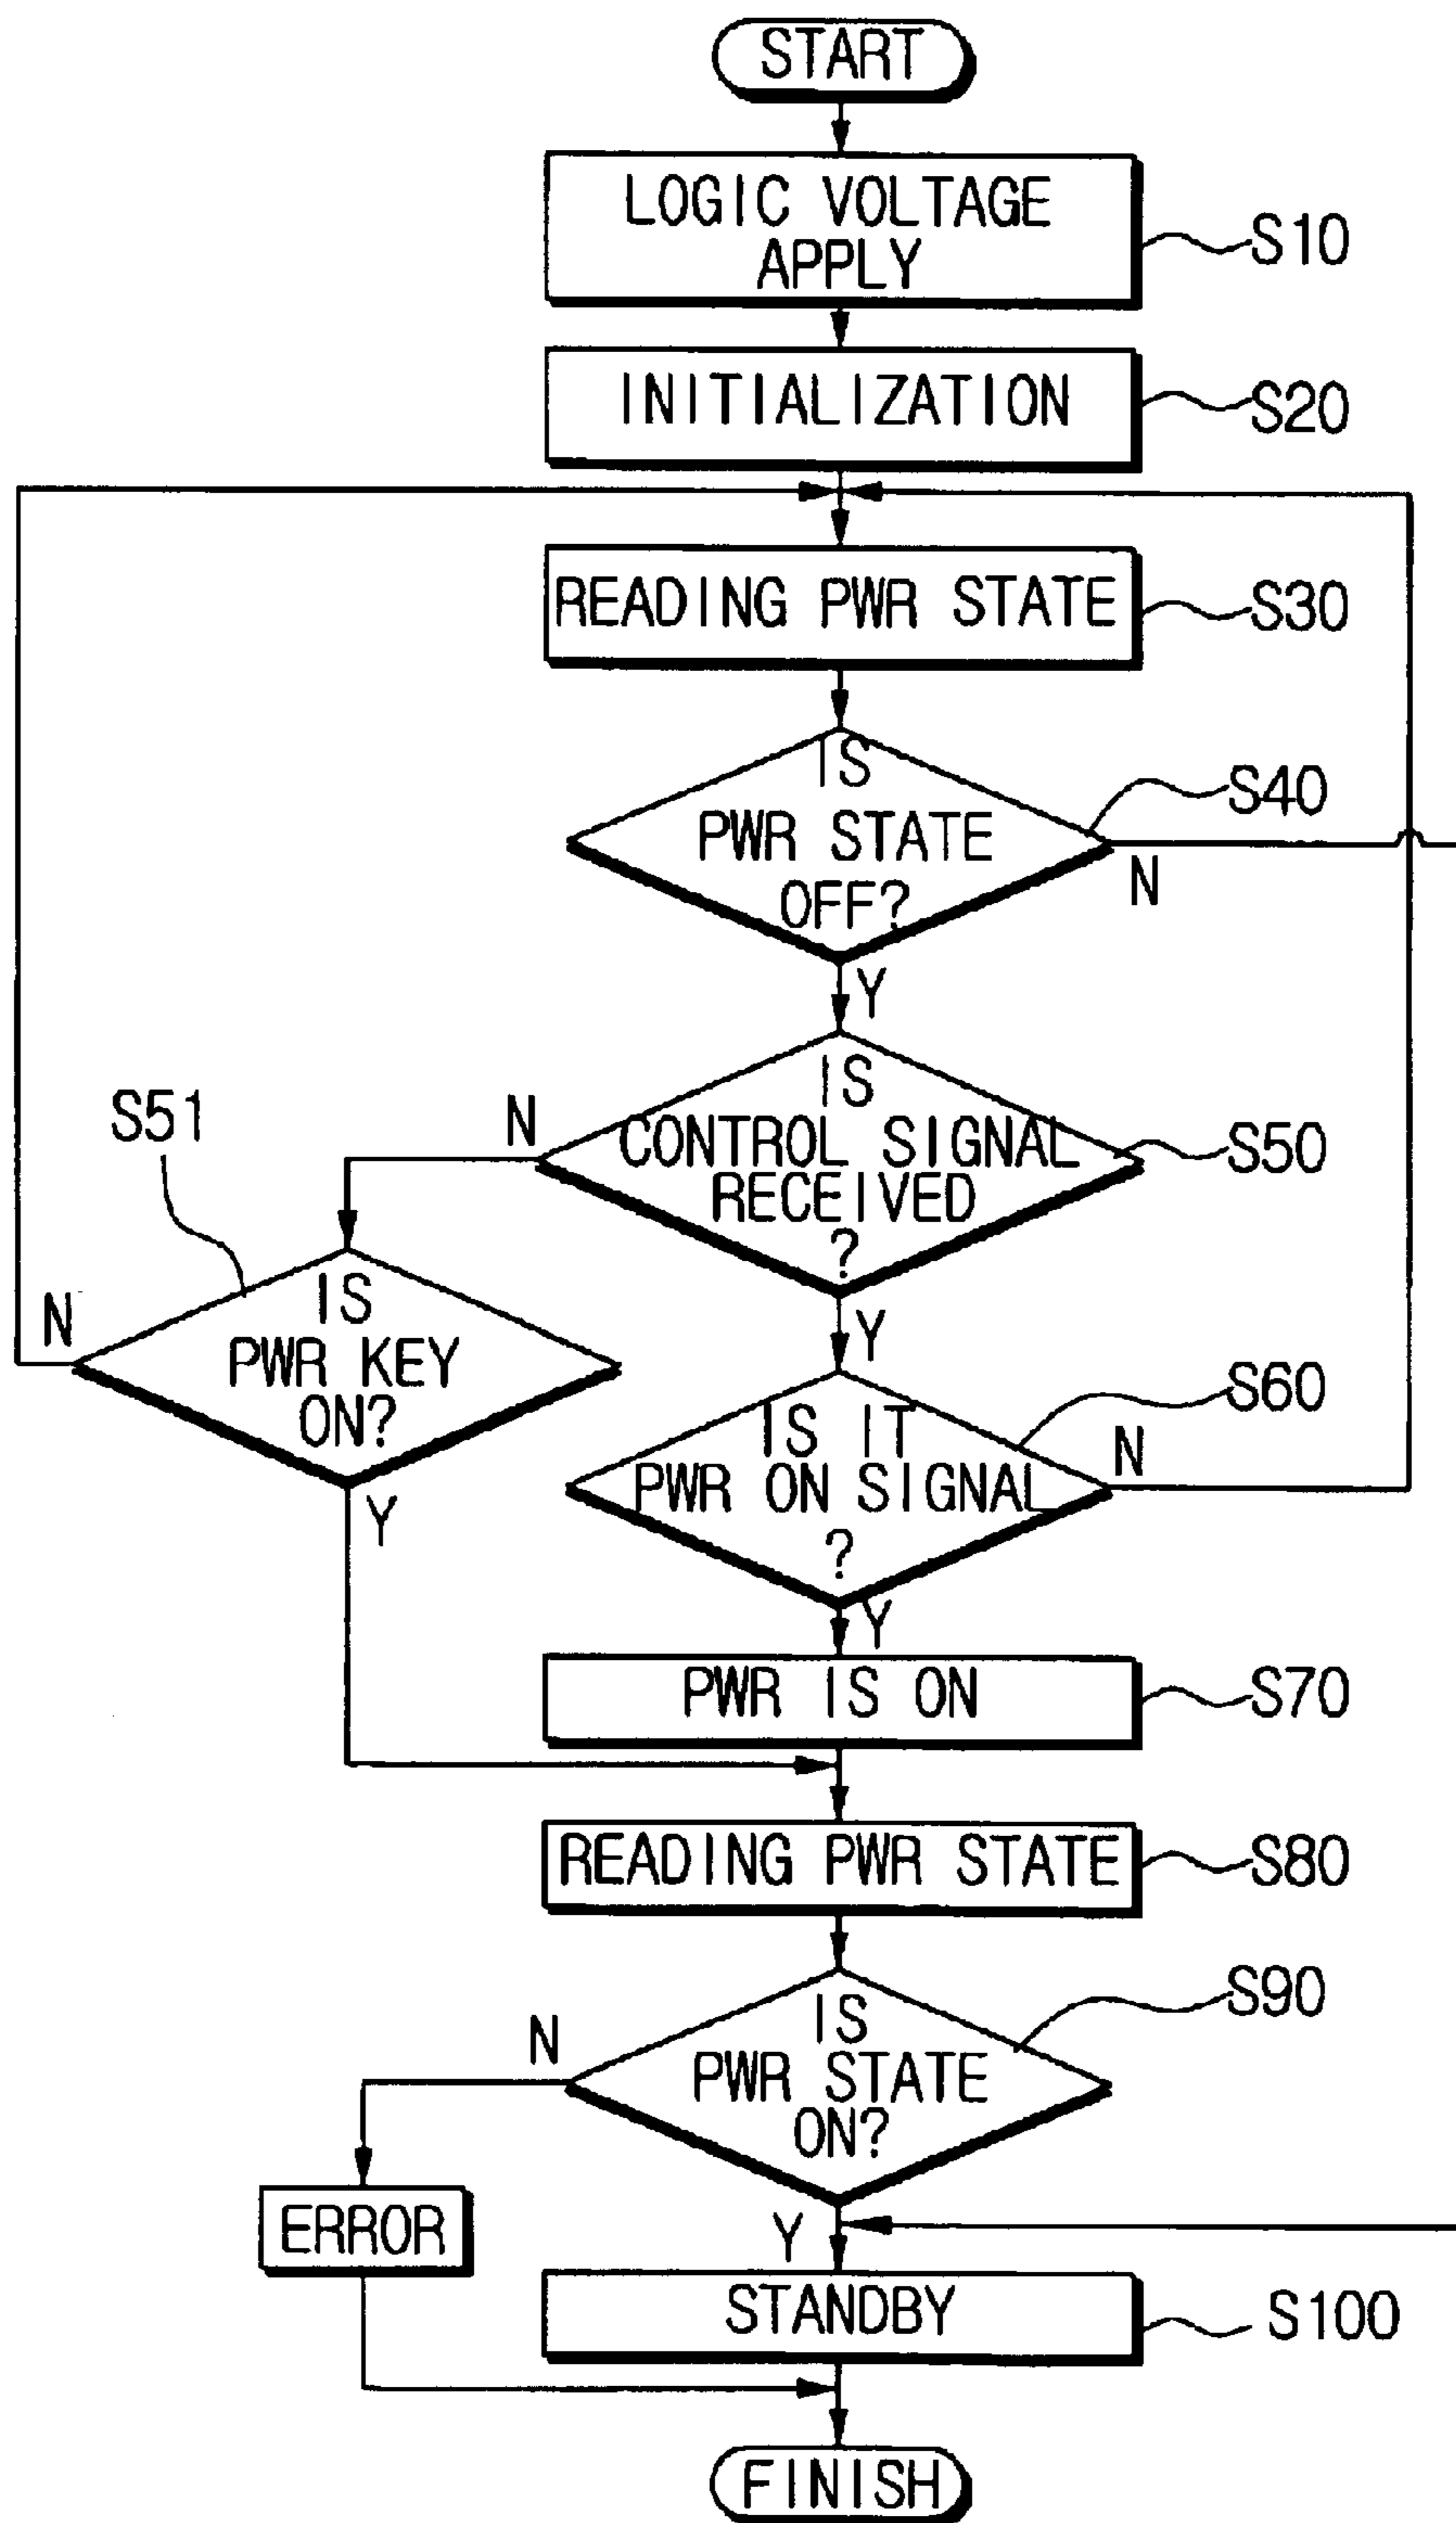 START
LOGIC VOLTAGE
APPLY
S10
INITIALIZATION
S20
READING PWR STATE
S30
IS
PWR STATE
OFF?
S40
N
Y
IS
CONTROL SIGNAL
RECEIVED
?
S50
N
S51
Y
IS
PWR KEY
ON?
N
Y
IS IT
PWR ON SIGNAL
?
S60
N
Y
PWR IS ON
S70
READING PWR STATE
S80
IS
PWR STATE
ON?
S90
N
ERROR
Y
STANDBY
S100
FINISH